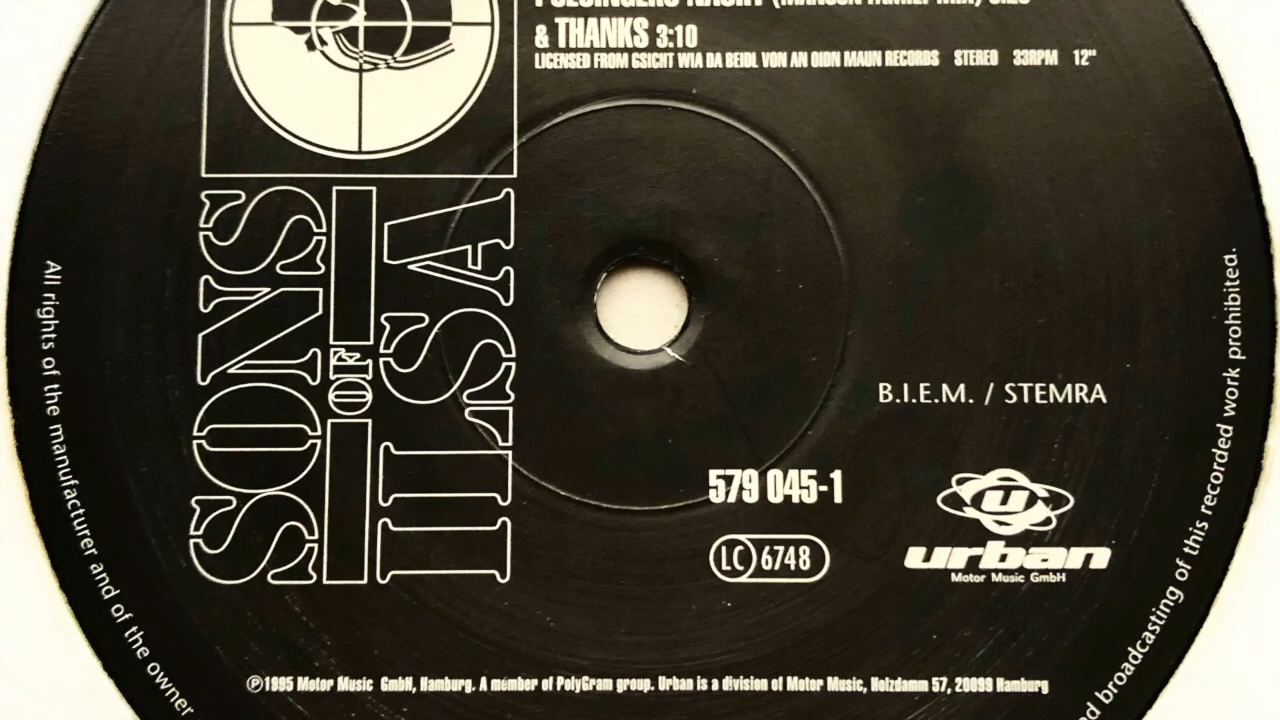 & THANKS 3:10
LICENSED FROM GSICHT WIA DA BEIDL VON AN OIDN MAUN RECORDS STEREO 33RPM 12"
SONS
OF
ILSA
B.I.E.M. / STEMRA
579 045-1
LC 6748
u
urban
Motor Music GmbH
℗1995 Motor Music GmbH, Hamburg. A member of PolyGram group. Urban is a division of Motor Music, Holzdamm 57, 20099 Hamburg
All rights of the manufacturer and of the owner
broadcasting of this recorded work prohibited.